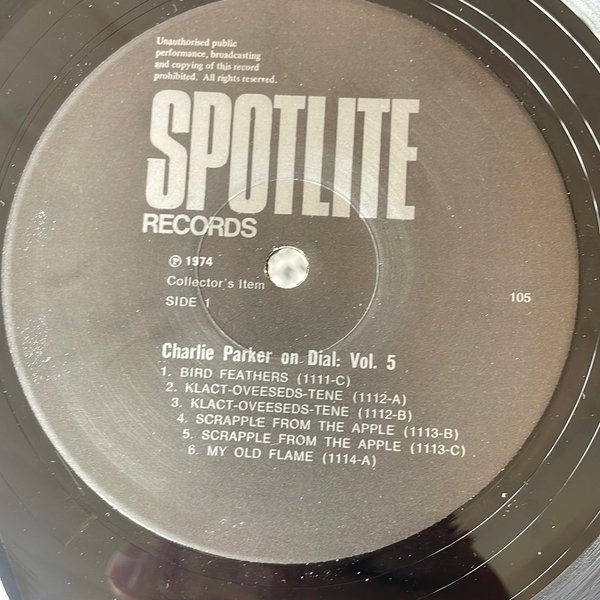 Unauthorised public
performance, broadcasting
and copying of this record
prohibited. All rights reserved.
SPOTLITE
RECORDS
Ⓟ 1974
Collector's Item
SIDE 1
105
Charlie Parker on Dial: Vol. 5
1. BIRD FEATHERS (1111-C)
2. KLACT-OVEESEDS-TENE (1112-A)
3. KLACT-OVEESEDS-TENE (1112-B)
4. SCRAPPLE FROM THE APPLE (1113-B)
5. SCRAPPLE FROM THE APPLE (1113-C)
6. MY OLD FLAME (1114-A)